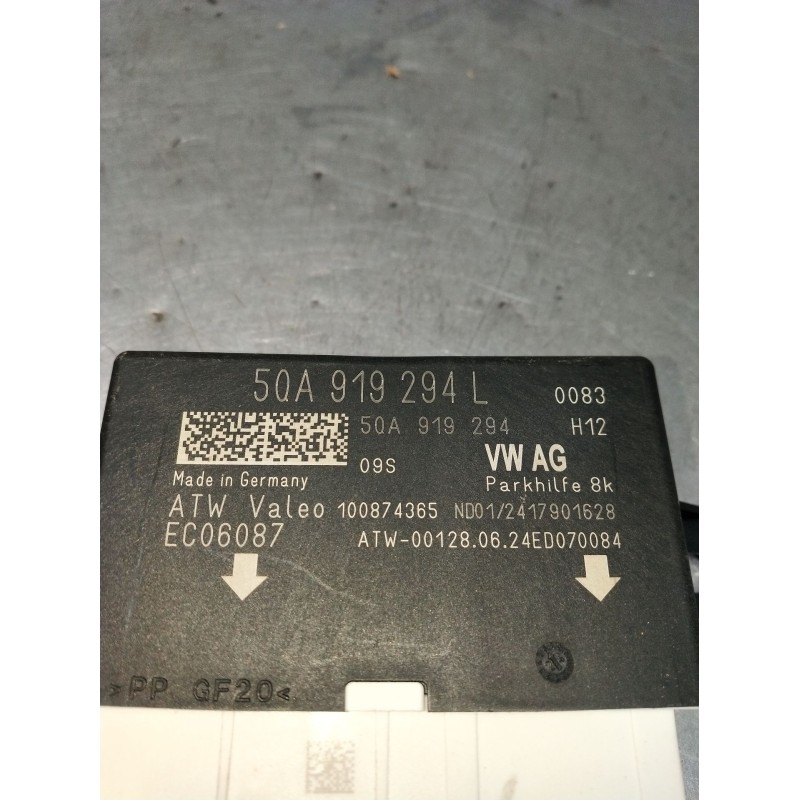 5QA 919 294 L 0083
5QA 919 294 H12
09S VW AG
Made in Germany Parkhilfe 8k
ATW Valeo 100874365 ND01/2417901628
EC06087 ATW-00128.06.24ED070084
>PP GF20<